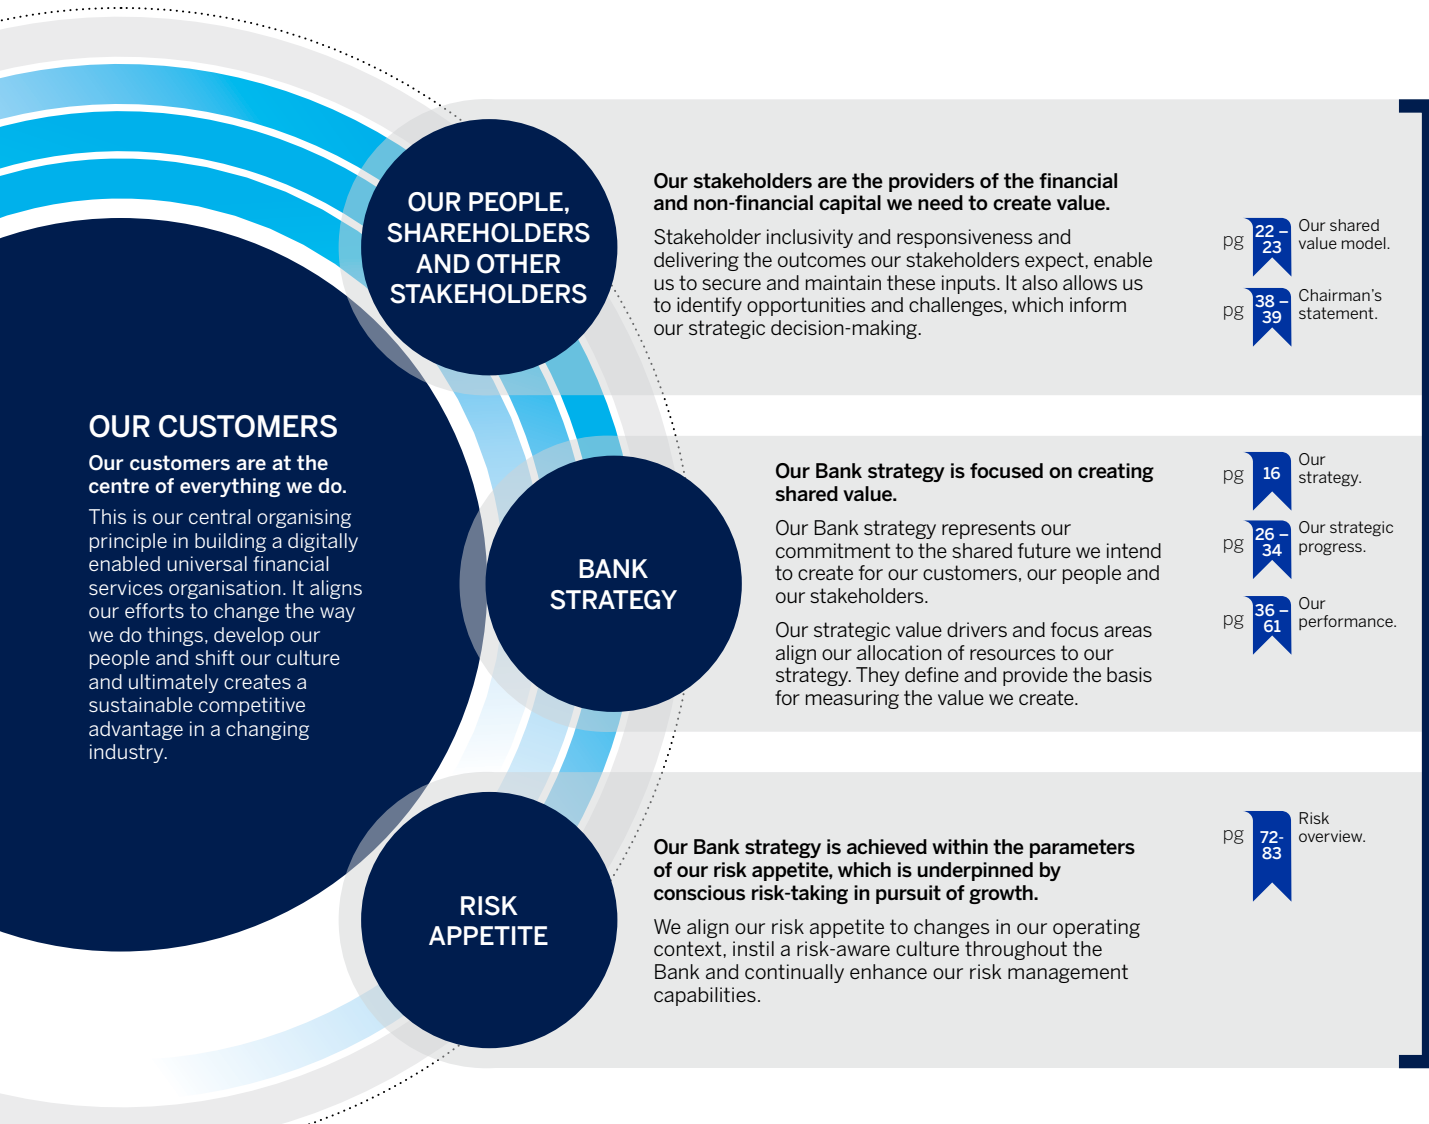 OUR CUSTOMERS
Our customers are at the
centre of everything we do.
This is our central organising
principle in building a digitally
enabled universal financial
services organisation. It aligns
our efforts to change the way
we do things, develop our
people and shift our culture
and ultimately creates a
sustainable competitive
advantage in a changing
industry.
OUR PEOPLE,
SHAREHOLDERS
AND OTHER
STAKEHOLDERS
Our stakeholders are the providers of the financial
and non-financial capital we need to create value.
Stakeholder inclusivity and responsiveness and
delivering the outcomes our stakeholders expect, enable
us to secure and maintain these inputs. It also allows us
to identify opportunities and challenges, which inform
our strategic decision-making.
pg
22 –
23
Our shared
value model.
pg
38 –
39
Chairman’s
statement.
BANK
STRATEGY
Our Bank strategy is focused on creating
shared value.
Our Bank strategy represents our
commitment to the shared future we intend
to create for our customers, our people and
our stakeholders.
Our strategic value drivers and focus areas
align our allocation of resources to our
strategy. They define and provide the basis
for measuring the value we create.
pg
16
Our
strategy.
pg
26 –
34
Our strategic
progress.
pg
36 –
61
Our
performance.
RISK
APPETITE
Our Bank strategy is achieved within the parameters
of our risk appetite, which is underpinned by
conscious risk-taking in pursuit of growth.
We align our risk appetite to changes in our operating
context, instil a risk-aware culture throughout the
Bank and continually enhance our risk management
capabilities.
pg
72-
83
Risk
overview.